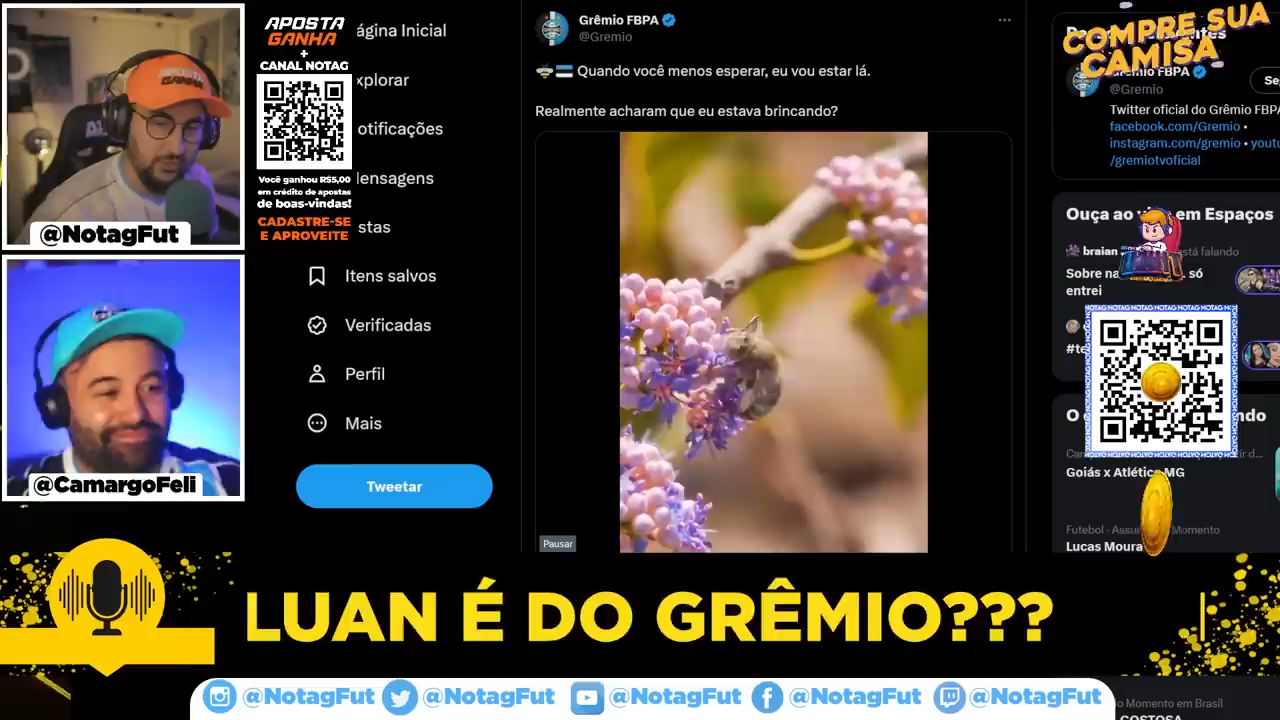 APOSTA
GANHA
+
CANAL NOTAG
Você ganhou R$5,00
em crédito de apostas
de boas-vindas!
CADASTRE-SE
E APROVEITE
@NotagFut
@CamargoFeli
ágina Inicial
xplorar
otificações
ensagens
stas
Itens salvos
Verificadas
Perfil
Mais
Tweetar
Grêmio FBPA
@Gremio
Quando você menos esperar, eu vou estar lá.
Realmente acharam que eu estava brincando?
Pausar
COMPRE SUA
CAMISA
FBPA
@Gremio
Se
Twitter oficial do Grêmio FBPA
facebook.com/Gremio •
instagram.com/gremio • youtu
/gremiotvoficial
Ouça ao em Espaços
braian está falando
Sobre na só
entrei
O ndo
Goiás x Atlético MG
Futebol · Assu Momento
Lucas Moura
LUAN É DO GRÊMIO???
@NotagFut @NotagFut @NotagFut @NotagFut @NotagFut
o Momento em Brasil
GOSTOSA